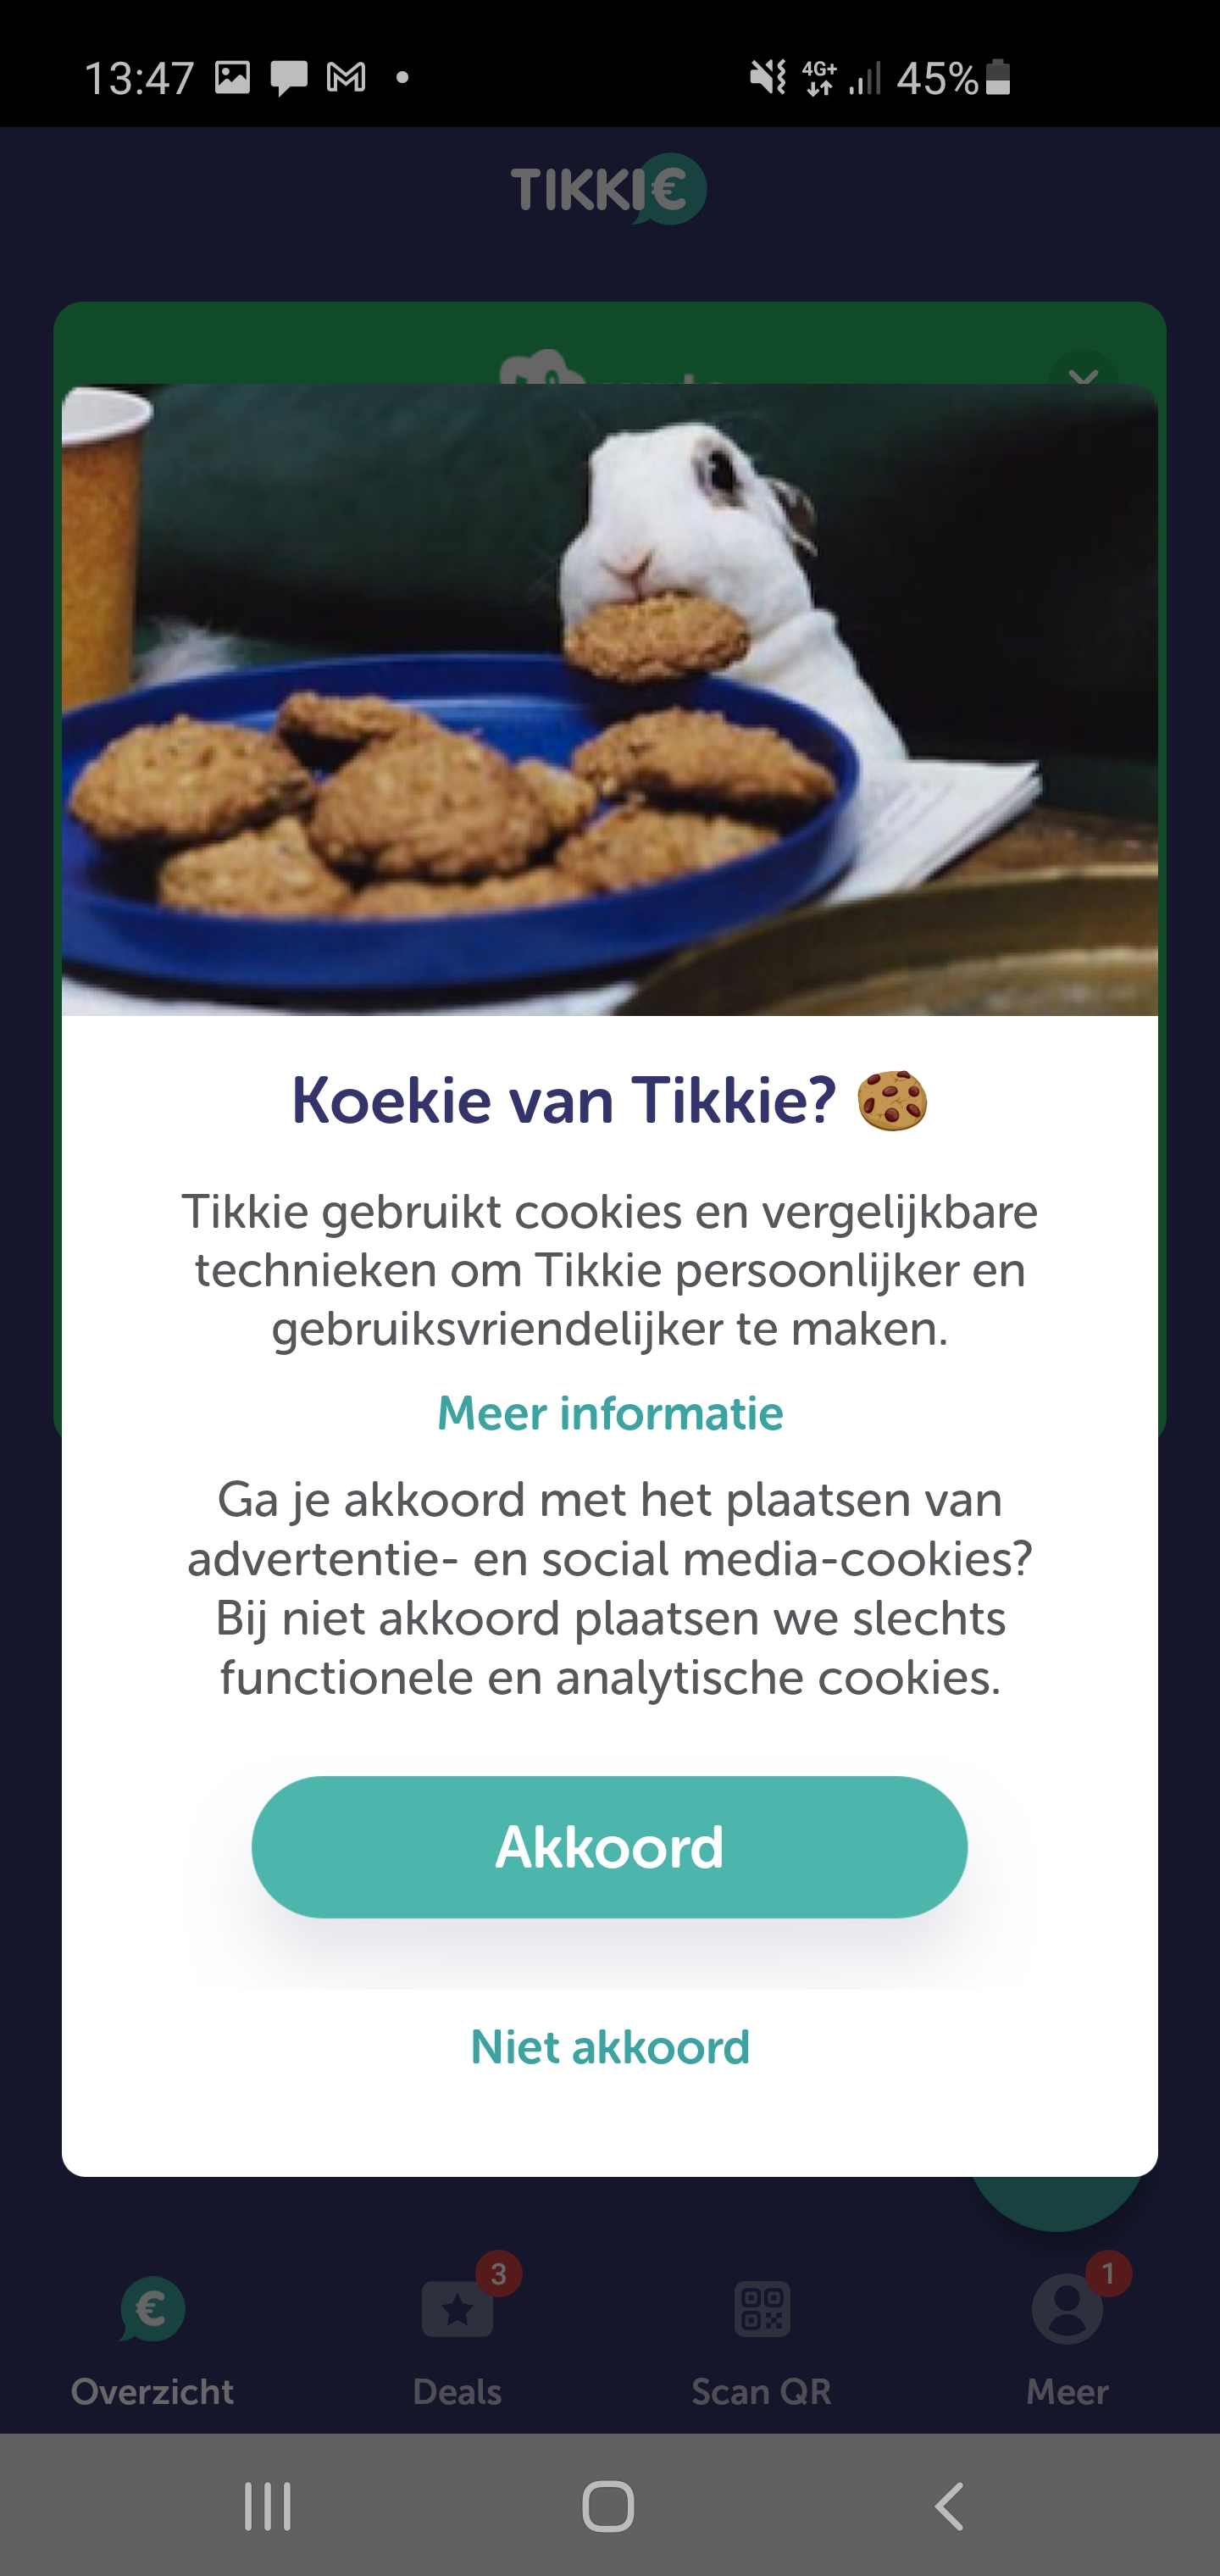 13:47
4G+
45%
TIKKI€
Koekie van Tikkie? 🍪
Tikkie gebruikt cookies en vergelijkbare
technieken om Tikkie persoonlijker en
gebruiksvriendelijker te maken.
Meer informatie
Ga je akkoord met het plaatsen van
advertentie- en social media-cookies?
Bij niet akkoord plaatsen we slechts
functionele en analytische cookies.
Akkoord
Niet akkoord
3
1
€
Overzicht
Deals
Scan QR
Meer